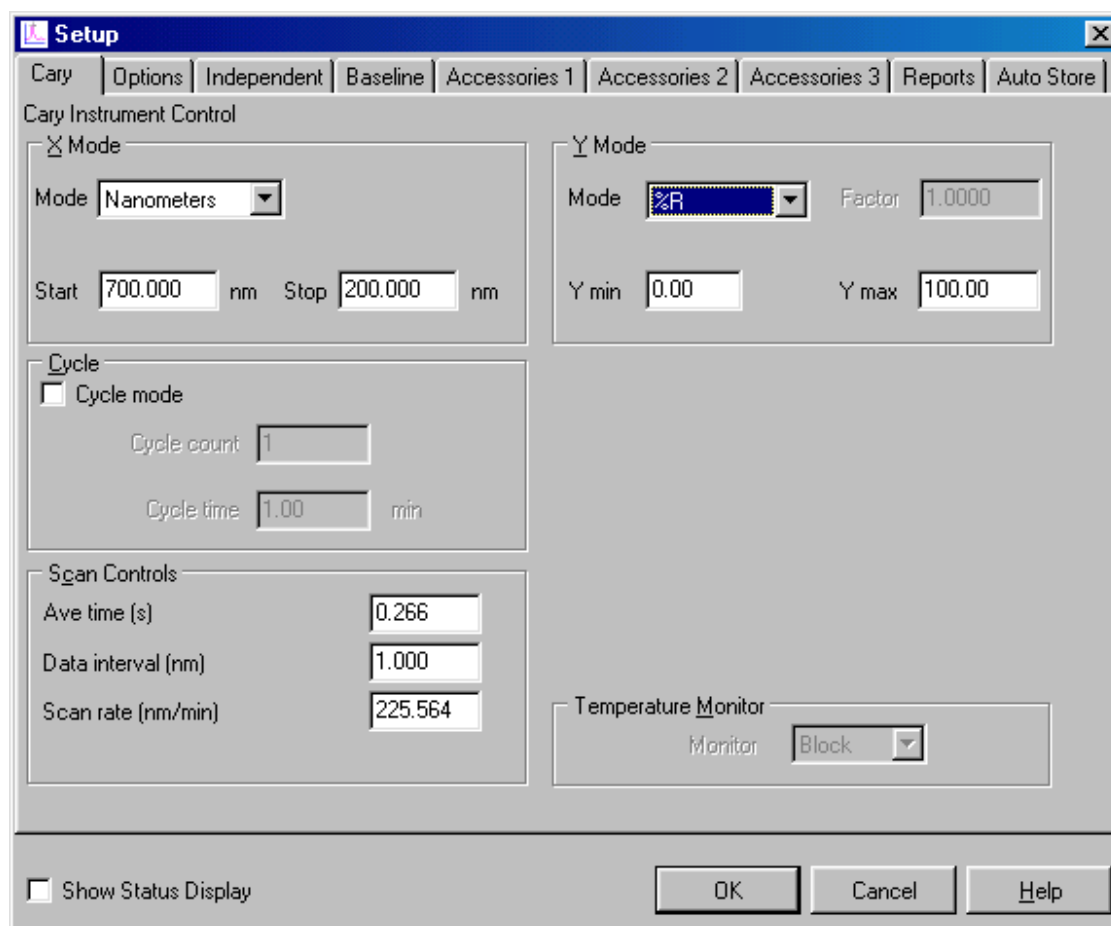 Setup
Cary Options Independent Baseline Accessories 1 Accessories 2 Accessories 3 Reports Auto Store
Cary Instrument Control
X Mode
Mode Nanometers
Start 700.000 nm Stop 200.000 nm
Y Mode
Mode %R Factor 1.0000
Y min 0.00 Y max 100.00
Cycle
Cycle mode
Cycle count 1
Cycle time 1.00 min
Scan Controls
Ave time (s) 0.266
Data interval (nm) 1.000
Scan rate (nm/min) 225.564
Temperature Monitor
Monitor Block
Show Status Display OK Cancel Help